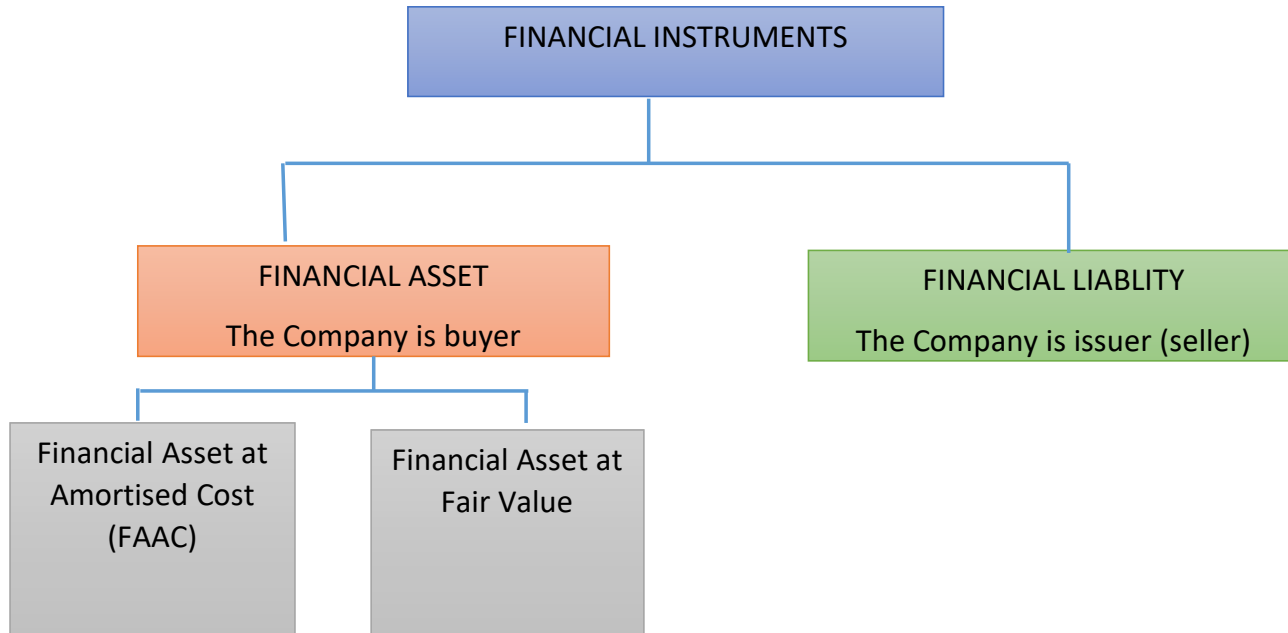 FINANCIAL INSTRUMENTS
FINANCIAL ASSET
The Company is buyer
FINANCIAL LIABLITY
The Company is issuer (seller)
Financial Asset at
Amortised Cost
(FAAC)
Financial Asset at
Fair Value